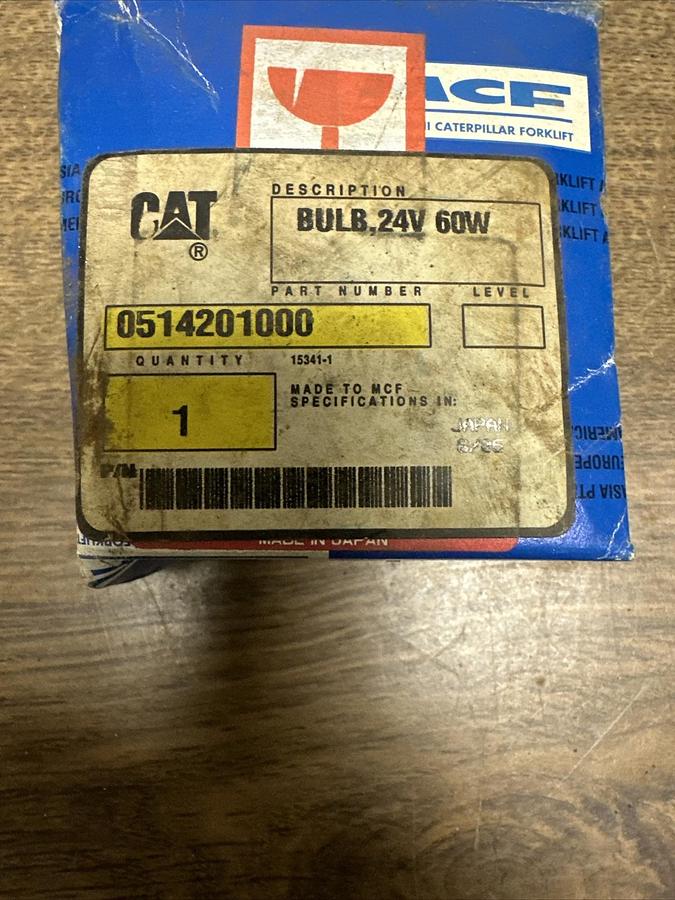 MCF
CATERPILLAR FORKLIFT
CAT®
DESCRIPTION
BULB,24V 60W
PART NUMBER
LEVEL
0514201000
QUANTITY
15341-1
1
MADE TO MCF
SPECIFICATIONS IN:
JAPAN
P/N
MADE IN JAPAN